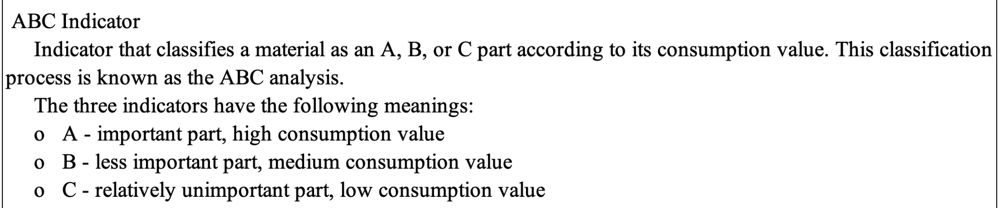 ABC Indicator
Indicator that classifies a material as an A, B, or C part according to its consumption value. This classification
process is known as the ABC analysis.
The three indicators have the following meanings:
o A - important part, high consumption value
o B - less important part, medium consumption value
o C - relatively unimportant part, low consumption value